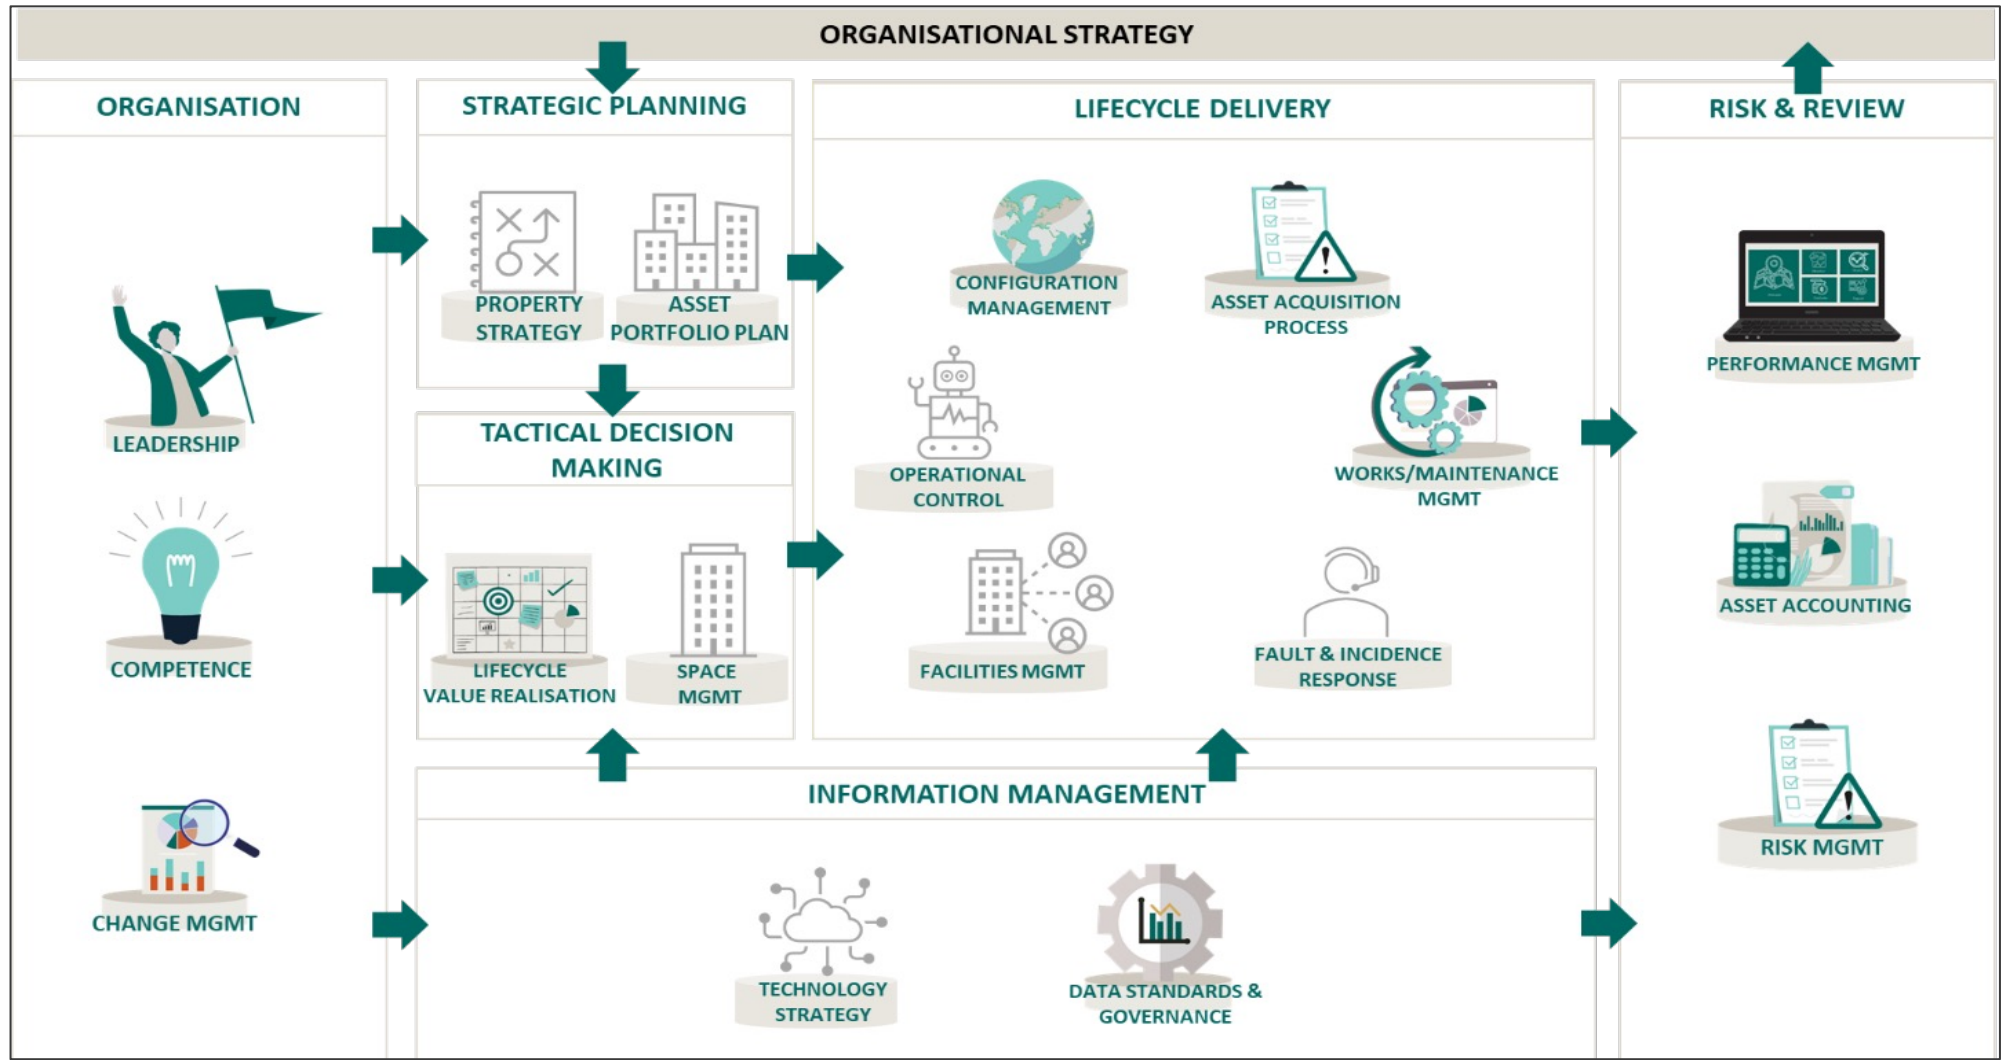 ORGANISATIONAL STRATEGY
ORGANISATION
LEADERSHIP
COMPETENCE
CHANGE MGMT
STRATEGIC PLANNING
PROPERTY
STRATEGY
ASSET
PORTFOLIO PLAN
TACTICAL DECISION
MAKING
LIFECYCLE
VALUE REALISATION
SPACE
MGMT
LIFECYCLE DELIVERY
CONFIGURATION
MANAGEMENT
ASSET ACQUISITION
PROCESS
OPERATIONAL
CONTROL
WORKS/MAINTENANCE
MGMT
FACILITIES MGMT
FAULT & INCIDENCE
RESPONSE
INFORMATION MANAGEMENT
TECHNOLOGY
STRATEGY
DATA STANDARDS &
GOVERNANCE
RISK & REVIEW
PERFORMANCE MGMT
ASSET ACCOUNTING
RISK MGMT